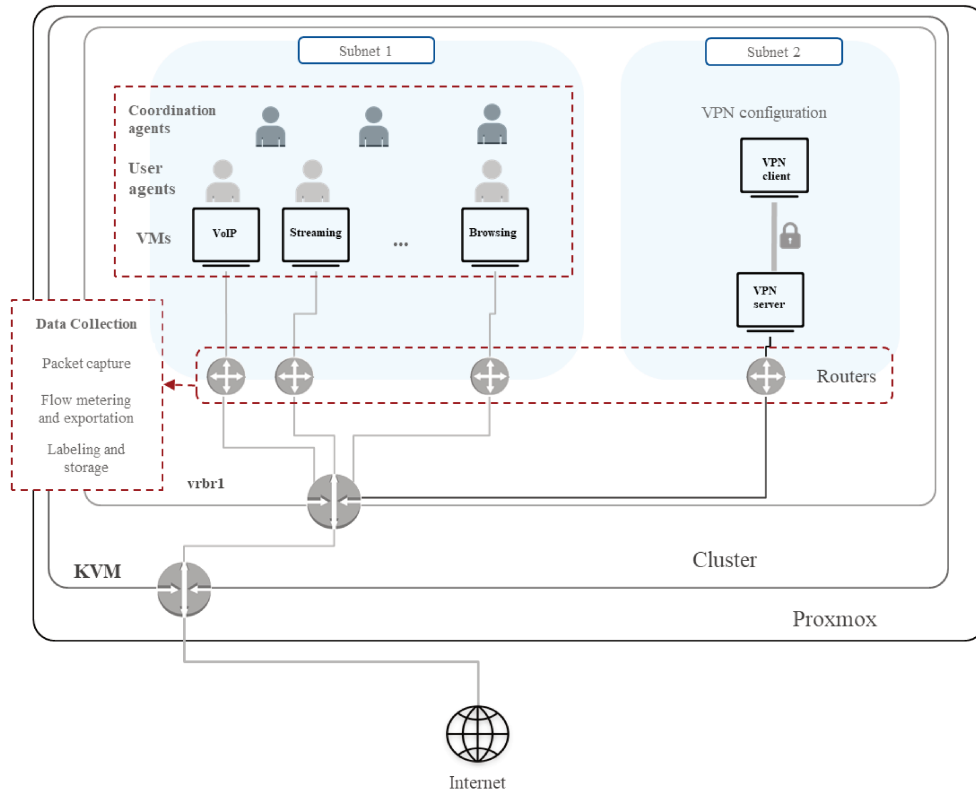 Subnet 1
Subnet 2
Coordination
agents
VPN configuration
User
agents
VPN
client
VMs
VoIP
Streaming
...
Browsing
VPN
server
Data Collection
Packet capture
Flow metering
and exportation
Labeling and
storage
Routers
vrbr1
Cluster
KVM
Proxmox
Internet